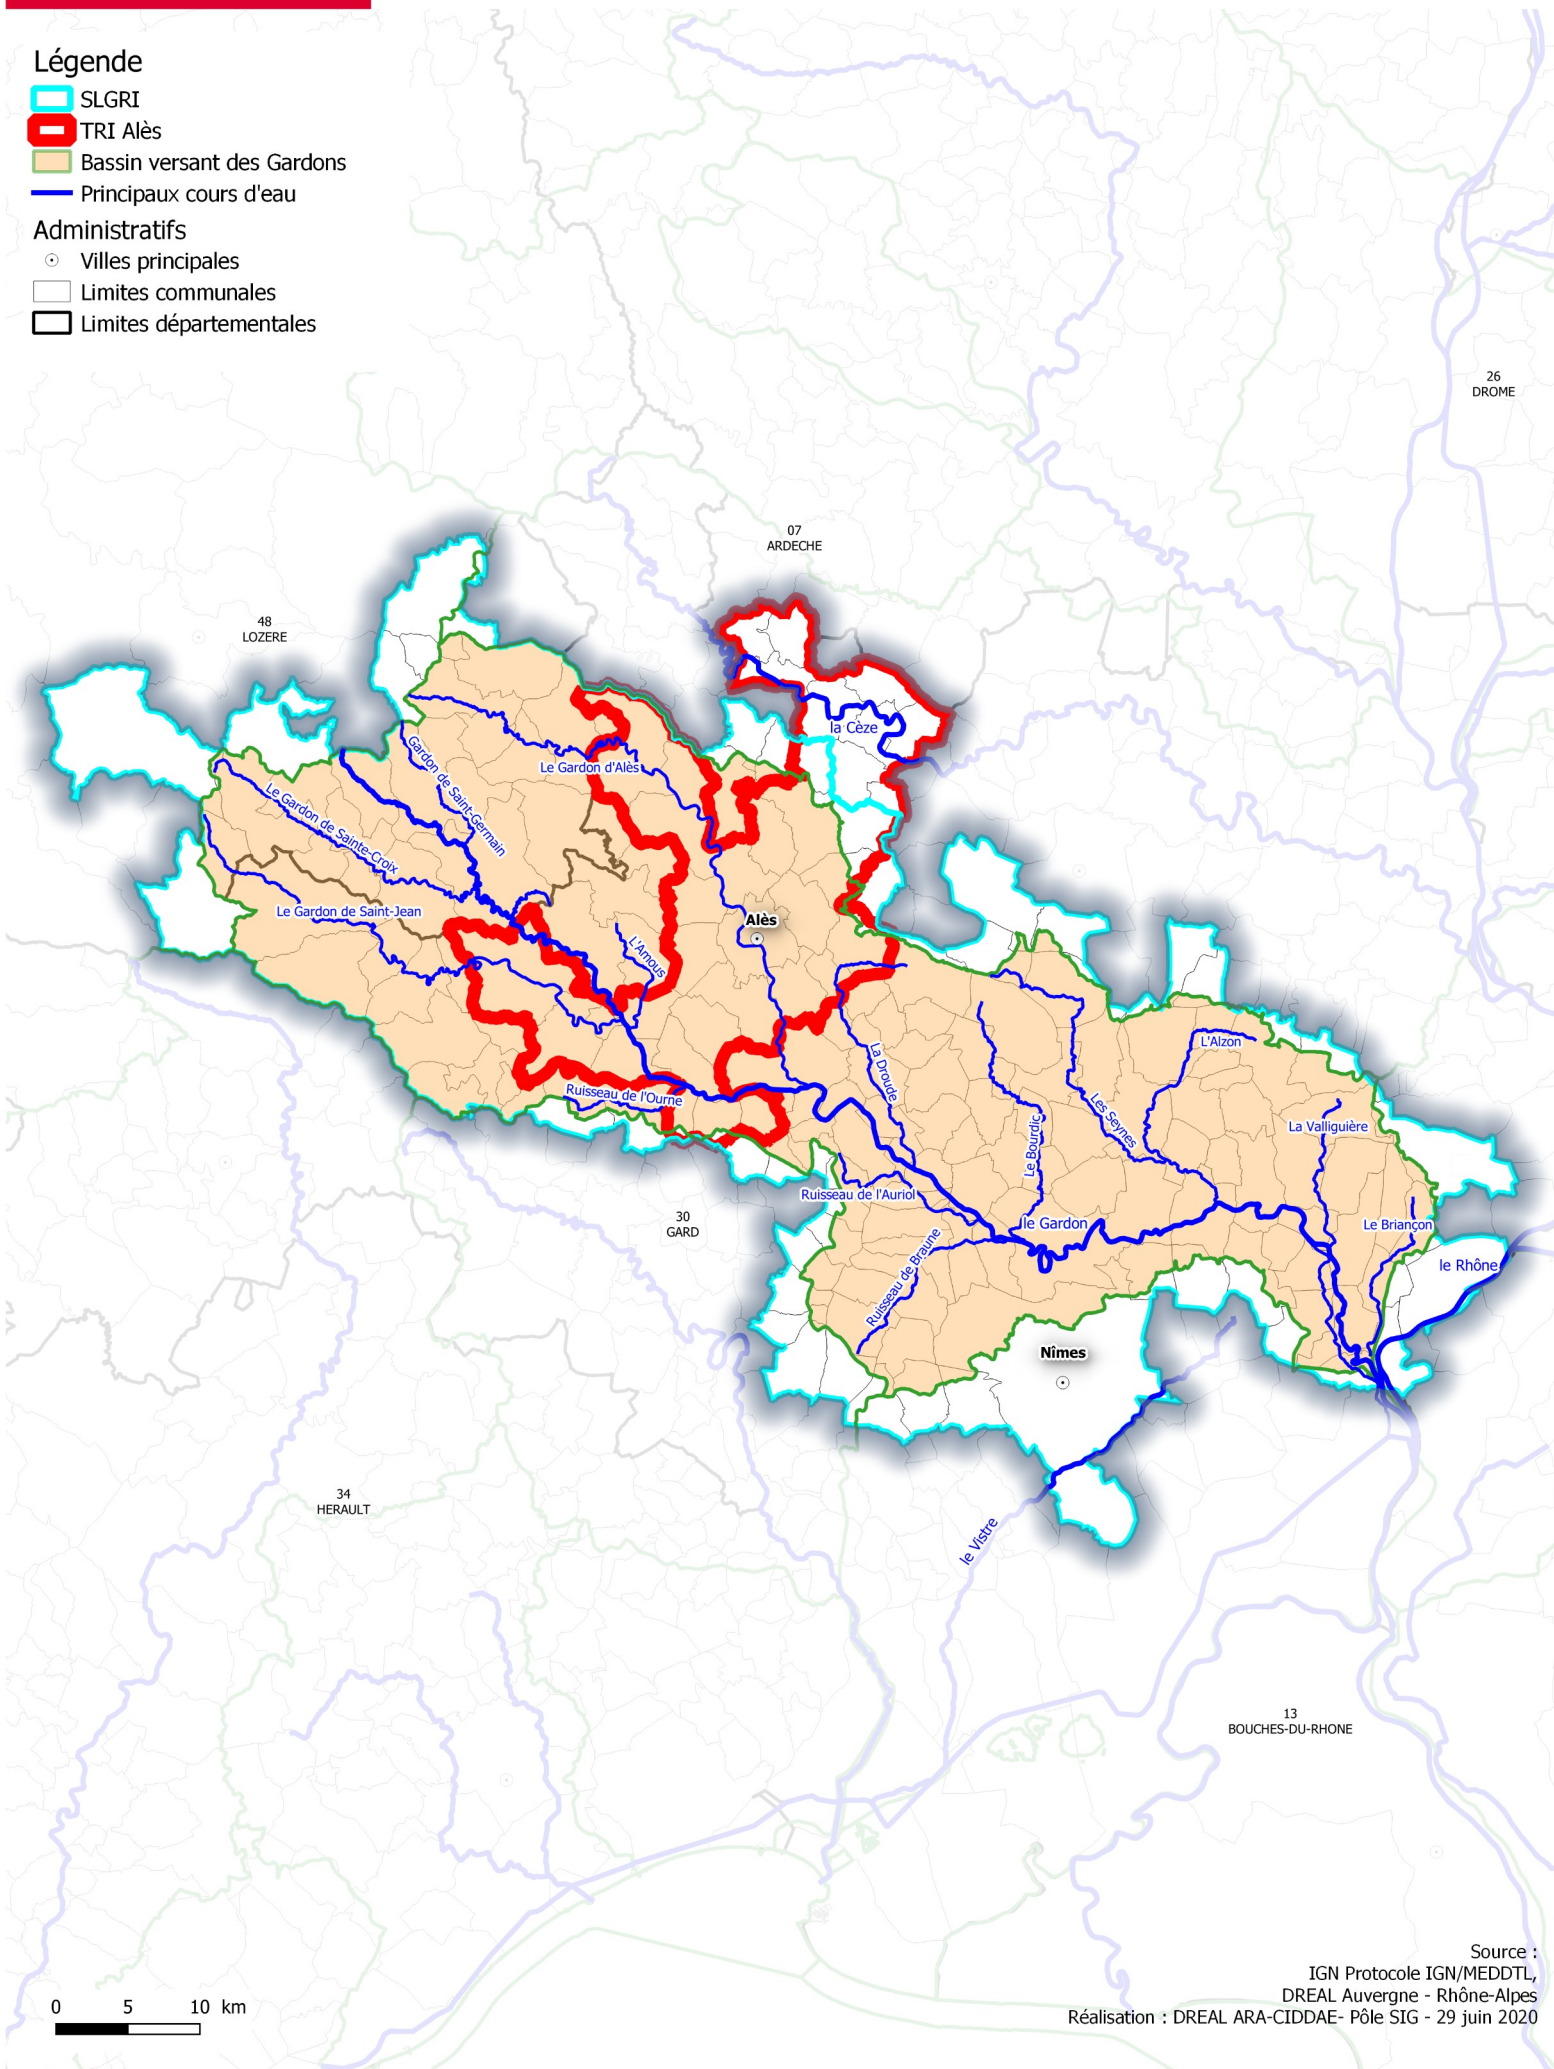 Légende
SLGRI
TRI Alès
Bassin versant des Gardons
Principaux cours d'eau
Administratifs
Villes principales
Limites communales
Limites départementales
26
DROME
07
ARDECHE
48
LOZERE
la Cèze
Gardon de Saint-Germain
Le Gardon d'Alès
Le Gardon de Sainte-Croix
Le Gardon de Saint-Jean
Alès
L'Amous
L'Alzon
La Droude
Ruisseau de l'Ourne
Les Seynes
Le Bourdic
La Valliguière
Ruisseau de l'Auriol
30
GARD
le Gardon
Le Briançon
Ruisseau de Braune
le Rhône
Nîmes
34
HERAULT
le Vistre
13
BOUCHES-DU-RHONE
Source :
IGN Protocole IGN/MEDDTL,
DREAL Auvergne - Rhône-Alpes
Réalisation : DREAL ARA-CIDDAE- Pôle SIG - 29 juin 2020
0 5 10 km